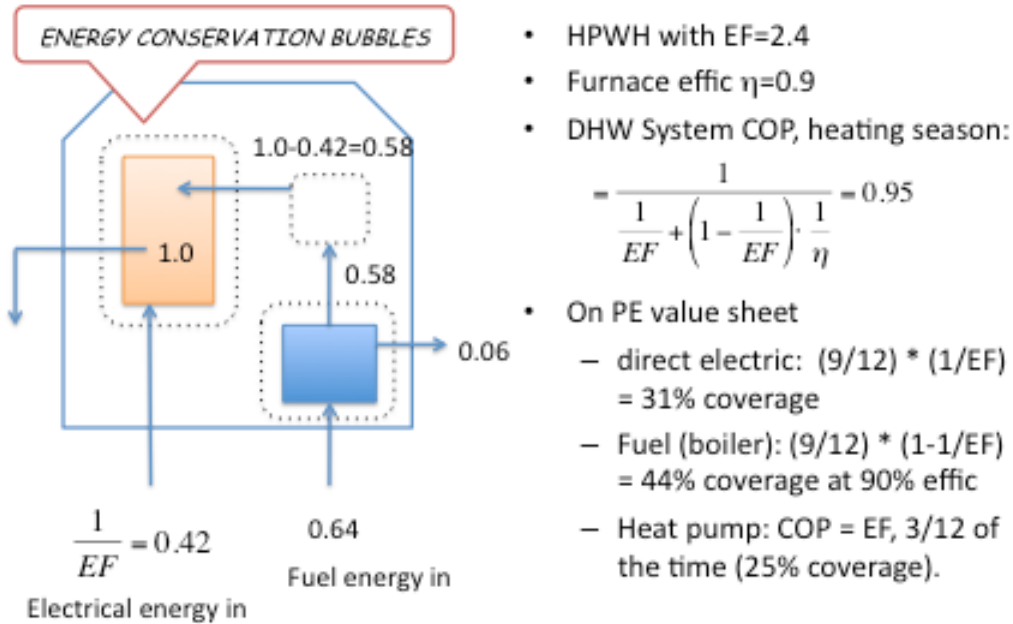 ENERGY CONSERVATION BUBBLES
1.0-0.42=0.58
1.0
0.58
0.06
1/EF = 0.42
Electrical energy in
0.64
Fuel energy in
• HPWH with EF=2.4
• Furnace effic η=0.9
• DHW System COP, heating season:
= 1 / (1/EF + (1 − 1/EF) · 1/η) = 0.95
• On PE value sheet
– direct electric: (9/12) * (1/EF)
= 31% coverage
– Fuel (boiler): (9/12) * (1-1/EF)
= 44% coverage at 90% effic
– Heat pump: COP = EF, 3/12 of
the time (25% coverage).